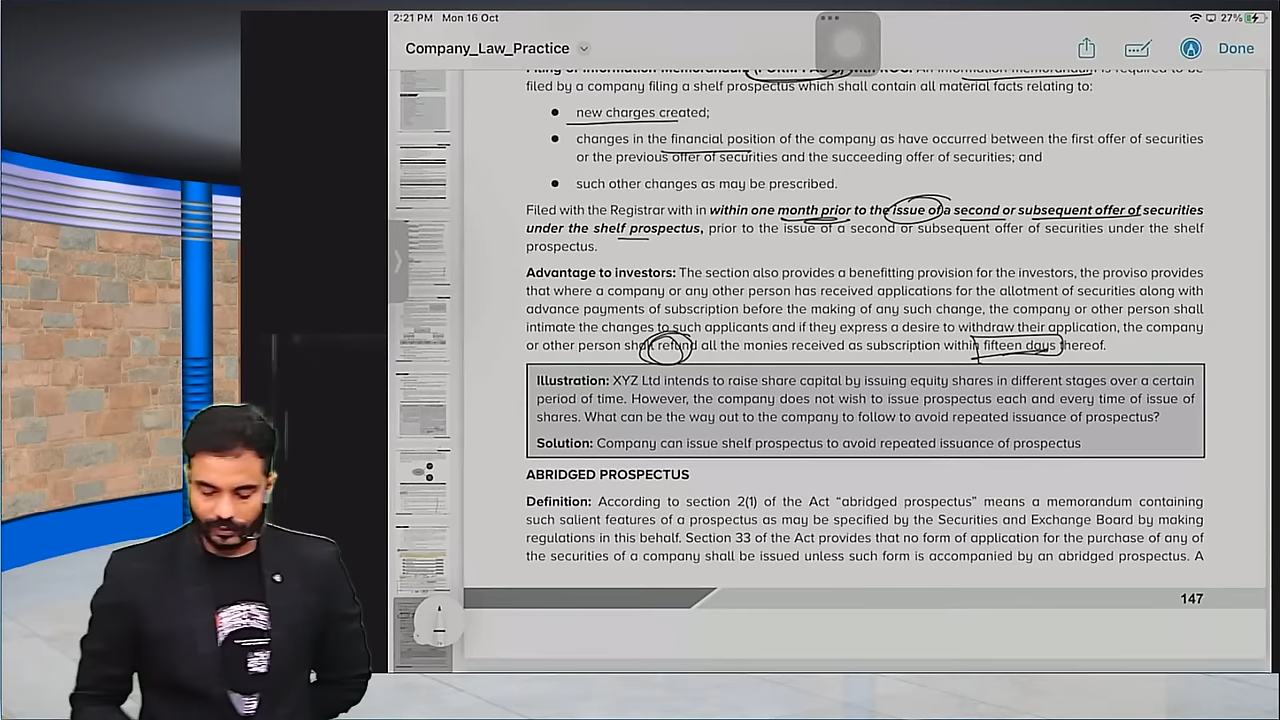 2:21 PM Mon 16 Oct
27%
Company_Law_Practice
Done
filed by a company filing a shelf prospectus which shall contain all material facts relating to:
● new charges created;
● changes in the financial position of the company as have occurred between the first offer of securities
or the previous offer of securities and the succeeding offer of securities; and
● such other changes as may be prescribed.
Filed with the Registrar with in within one month prior to the issue of a second or subsequent offer of securities
under the shelf prospectus, prior to the issue of a second or subsequent offer of securities under the shelf
prospectus.
Advantage to investors: The section also provides a benefitting provision for the investors, the proviso provides
that where a company or any other person has received applications for the allotment of securities along with
advance payments of subscription before the making of any such change, the company or other person shall
intimate the changes to such applicants and if they express a desire to withdraw their application, the company
or other person shall refund all the monies received as subscription within fifteen days thereof.
Illustration: XYZ Ltd intends to raise share capital by issuing equity shares in different stages over a certain
period of time. However, the company does not wish to issue prospectus each and every time of issue of
shares. What can be the way out to the company to follow to avoid repeated issuance of prospectus?
Solution: Company can issue shelf prospectus to avoid repeated issuance of prospectus
ABRIDGED PROSPECTUS
Definition: According to section 2(1) of the Act “abridged prospectus” means a memorandum containing
such salient features of a prospectus as may be specified by the Securities and Exchange Board by making
regulations in this behalf. Section 33 of the Act provides that no form of application for the purchase of any of
the securities of a company shall be issued unless such form is accompanied by an abridged prospectus. A
147